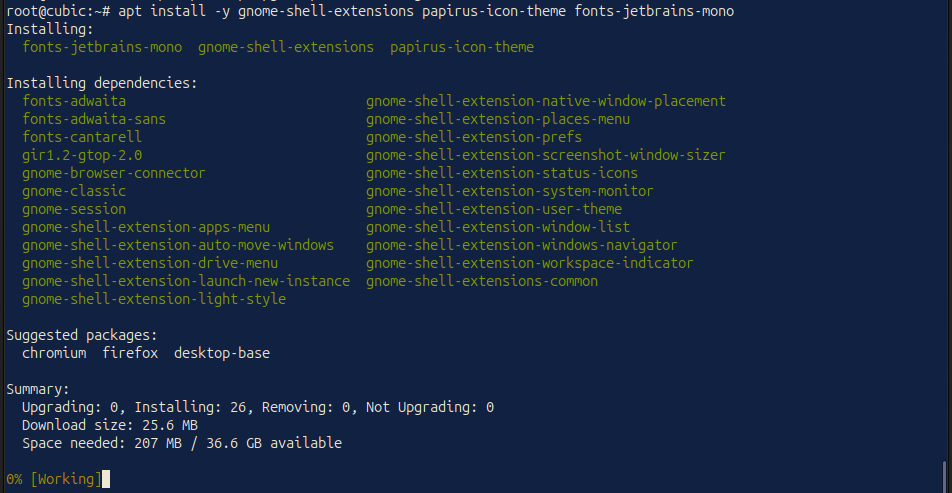 root@cubic:~# apt install -y gnome-shell-extensions papirus-icon-theme fonts-jetbrains-mono
Installing:
fonts-jetbrains-mono gnome-shell-extensions papirus-icon-theme
Installing dependencies:
fonts-adwaita gnome-shell-extension-native-window-placement
fonts-adwaita-sans gnome-shell-extension-places-menu
fonts-cantarell gnome-shell-extension-prefs
gir1.2-gtop-2.0 gnome-shell-extension-screenshot-window-sizer
gnome-browser-connector gnome-shell-extension-status-icons
gnome-classic gnome-shell-extension-system-monitor
gnome-session gnome-shell-extension-user-theme
gnome-shell-extension-apps-menu gnome-shell-extension-window-list
gnome-shell-extension-auto-move-windows gnome-shell-extension-windows-navigator
gnome-shell-extension-drive-menu gnome-shell-extension-workspace-indicator
gnome-shell-extension-launch-new-instance gnome-shell-extensions-common
gnome-shell-extension-light-style
Suggested packages:
chromium firefox desktop-base
Summary:
Upgrading: 0, Installing: 26, Removing: 0, Not Upgrading: 0
Download size: 25.6 MB
Space needed: 207 MB / 36.6 GB available
0% [Working]